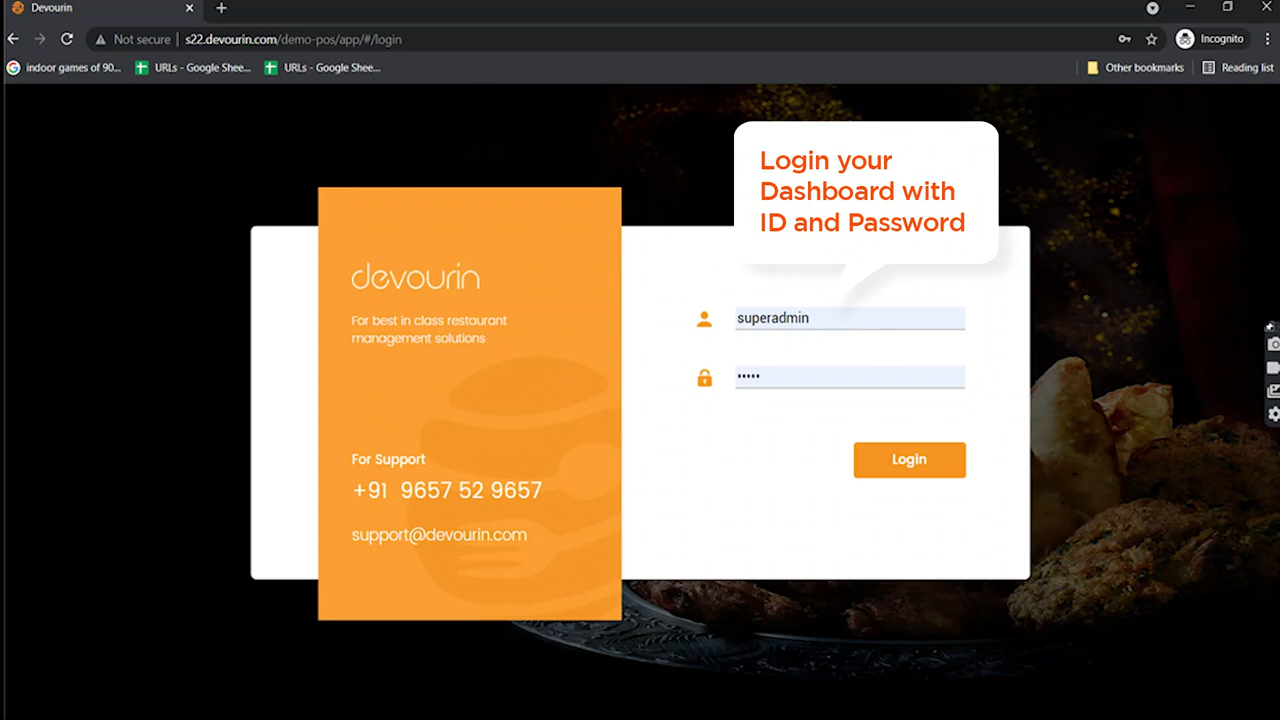 Devourin
Not secure | s22.devourin.com/demo-pos/app/#/login
Incognito
indoor games of 90...
URLs - Google Shee...
URLs - Google Shee...
Other bookmarks
Reading list
Login your
Dashboard with
ID and Password
devourin
For best in class restaurant
management solutions
For Support
+91 9657 52 9657
support@devourin.com
superadmin
•••••
Login